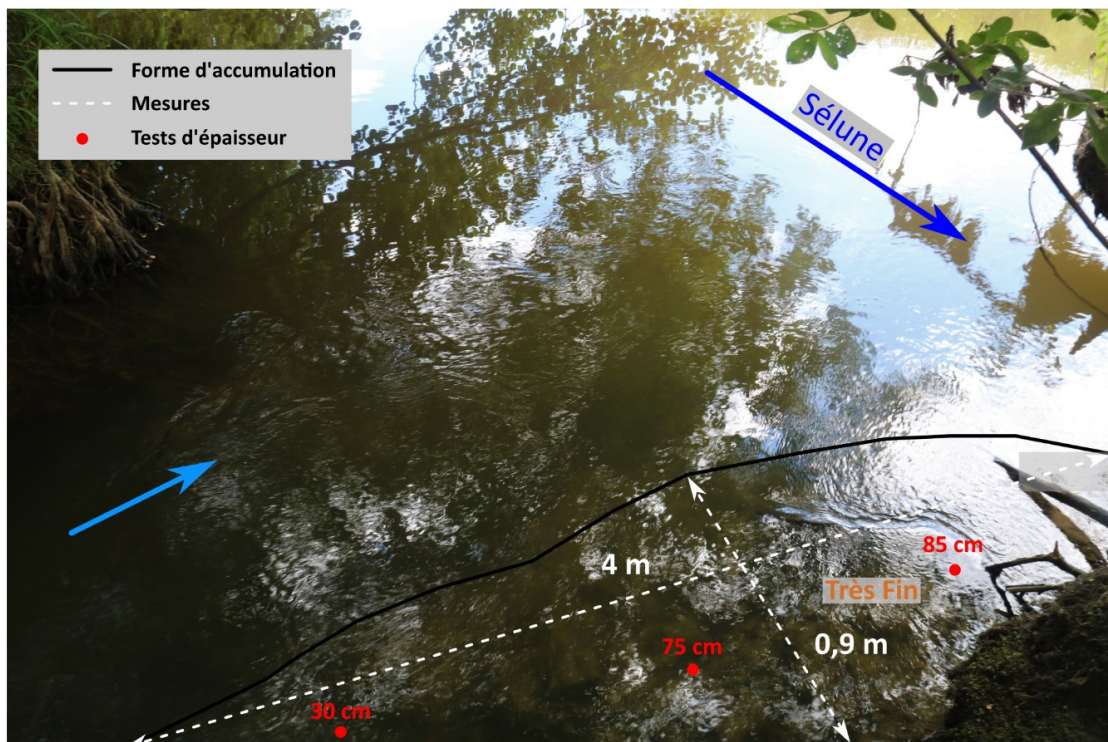 Forme d'accumulation
Mesures
Tests d'épaisseur
Sélune
85 cm
4 m
Très Fin
75 cm
0,9 m
30 cm